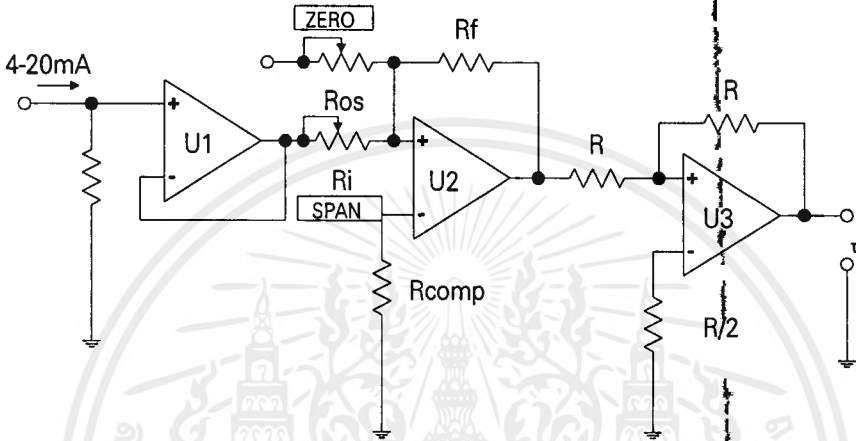 ZERO
Rf
4-20mA
R
Ros
+
U1
-
+
U2
-
R
+
U3
-
Ri
SPAN
Rcomp
R/2